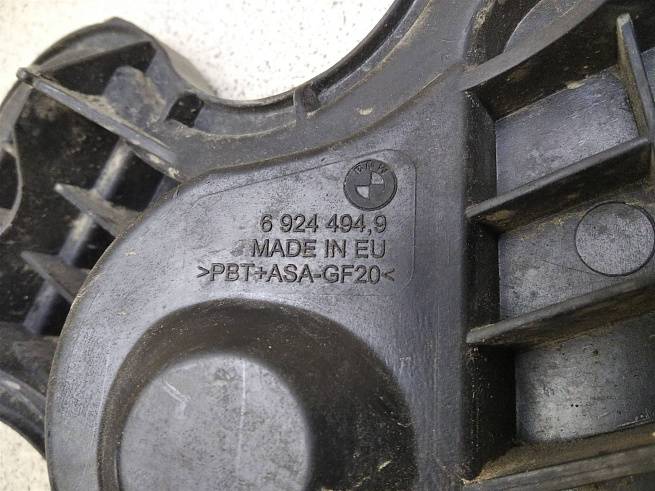 BMW
6 924 494,9
MADE IN EU
>PBT+ASA-GF20<